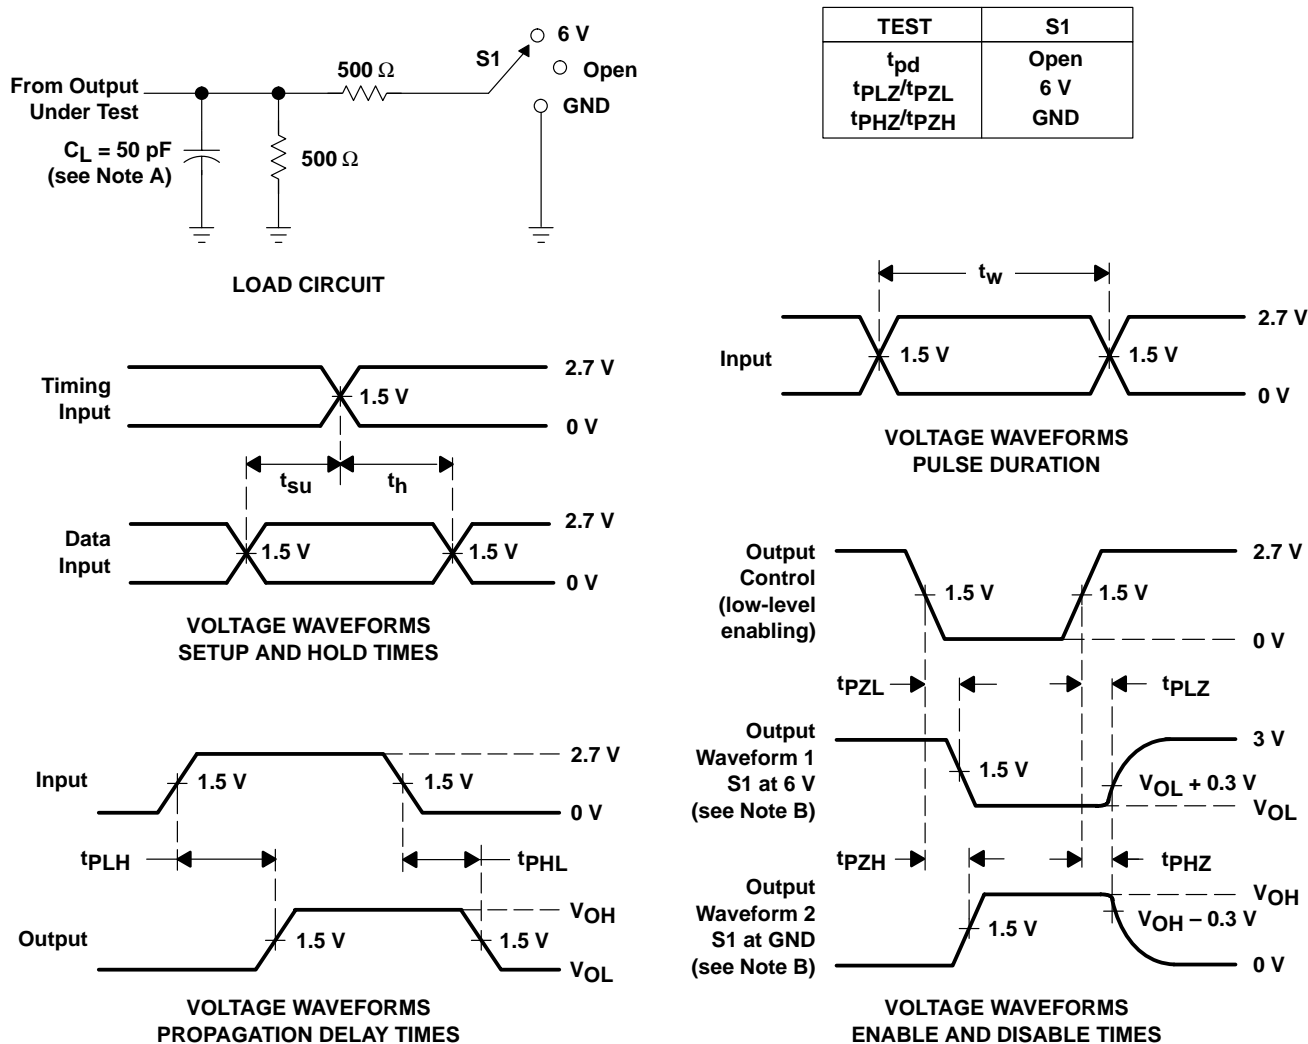 From Output
Under Test
CL = 50 pF
(see Note A)
500 Ω
500 Ω
S1
6 V
Open
GND
LOAD CIRCUIT
TEST S1
tpd Open
tPLZ/tPZL 6 V
tPHZ/tPZH GND
tw
Input
1.5 V
1.5 V
2.7 V
0 V
VOLTAGE WAVEFORMS
PULSE DURATION
Timing
Input
1.5 V
2.7 V
0 V
tsu
th
Data
Input
1.5 V
1.5 V
2.7 V
0 V
VOLTAGE WAVEFORMS
SETUP AND HOLD TIMES
Input
1.5 V
1.5 V
2.7 V
0 V
tPLH
tPHL
Output
1.5 V
1.5 V
VOH
VOL
VOLTAGE WAVEFORMS
PROPAGATION DELAY TIMES
Output
Control
(low-level
enabling)
1.5 V
1.5 V
2.7 V
0 V
tPZL
tPLZ
Output
Waveform 1
S1 at 6 V
(see Note B)
1.5 V
3 V
VOL + 0.3 V
VOL
tPZH
tPHZ
Output
Waveform 2
S1 at GND
(see Note B)
1.5 V
VOH
VOH − 0.3 V
0 V
VOLTAGE WAVEFORMS
ENABLE AND DISABLE TIMES